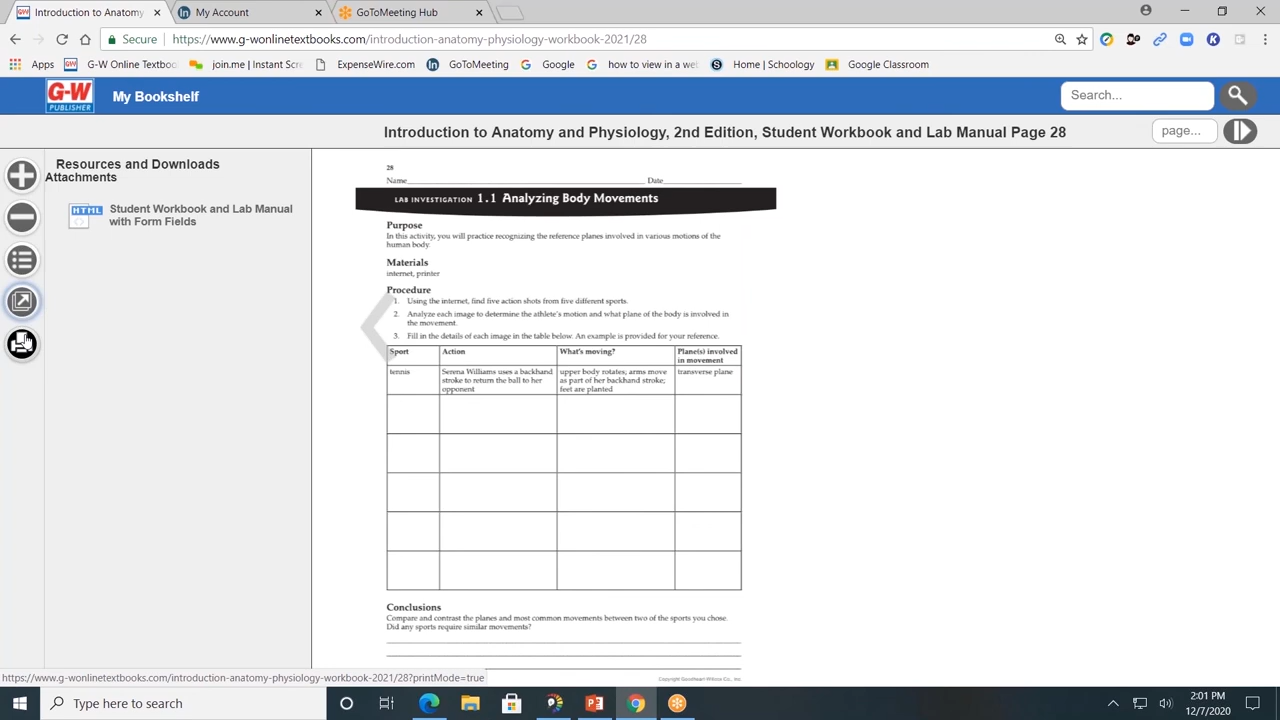 Introduction to Anatomy
My Account
GoToMeeting Hub
Secure
https://www.g-wonlinetextbooks.com/introduction-anatomy-physiology-workbook-2021/28
Apps
G-W Online Textboo
join.me | Instant Scre
ExpenseWire.com
GoToMeeting
Google
how to view in a web
Home | Schoology
Google Classroom
G-W
PUBLISHER
My Bookshelf
Search...
Introduction to Anatomy and Physiology, 2nd Edition, Student Workbook and Lab Manual Page 28
page...
Resources and Downloads
Attachments
HTML
Student Workbook and Lab Manual
with Form Fields
28
Name Date
LAB INVESTIGATION 1.1 Analyzing Body Movements
Purpose
In this activity, you will practice recognizing the reference planes involved in various motions of the
human body.
Materials
internet, printer
Procedure
1. Using the internet, find five action shots from five different sports.
2. Analyze each image to determine the athlete's motion and what plane of the body is involved in
the movement.
3. Fill in the details of each image in the table below. An example is provided for your reference.
Sport Action What's moving? Plane(s) involved
in movement
tennis Serena Williams uses a backhand upper body rotates; arms move transverse plane
stroke to return the ball to her as part of her backhand stroke;
opponent feet are planted
Conclusions
Compare and contrast the planes and most common movements between two of the sports you chose.
Did any sports require similar movements?
Copyright Goodheart-Willcox Co., Inc.
https://www.g-wonlinetextbooks.com/introduction-anatomy-physiology-workbook-2021/28?printMode=true
Type here to search
2:01 PM
12/7/2020